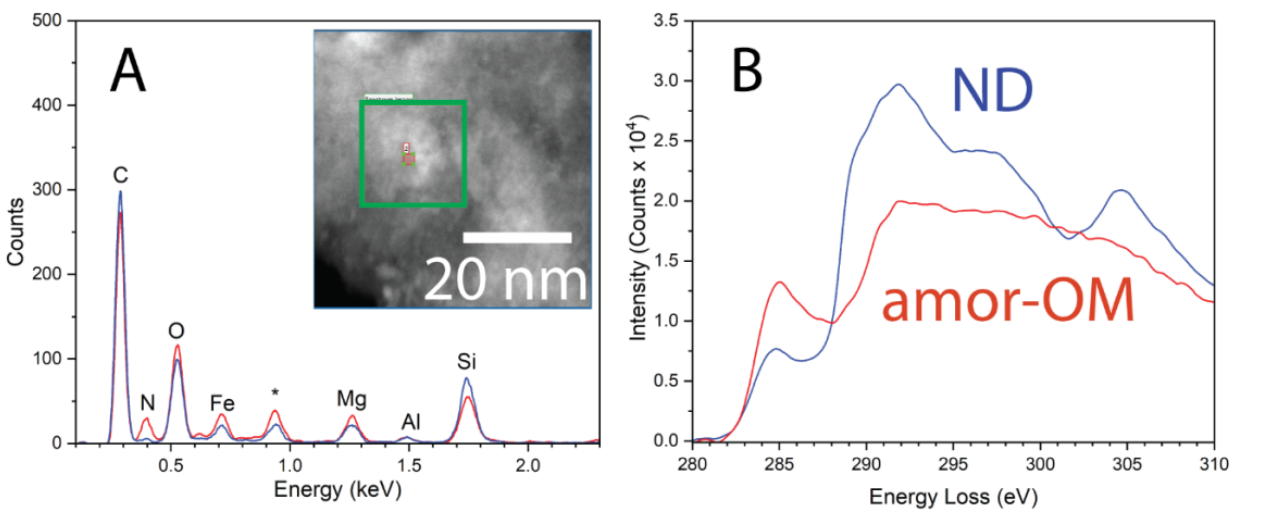 A
500
400
300
200
100
0
Counts
C
N
O
Fe
*
Mg
Al
Si
20 nm
0.5 1.0 1.5 2.0
Energy (keV)
B
3.5
3.0
2.5
2.0
1.5
1.0
0.5
0.0
Intensity (Counts x 10⁴)
ND
amor-OM
280 285 290 295 300 305 310
Energy Loss (eV)